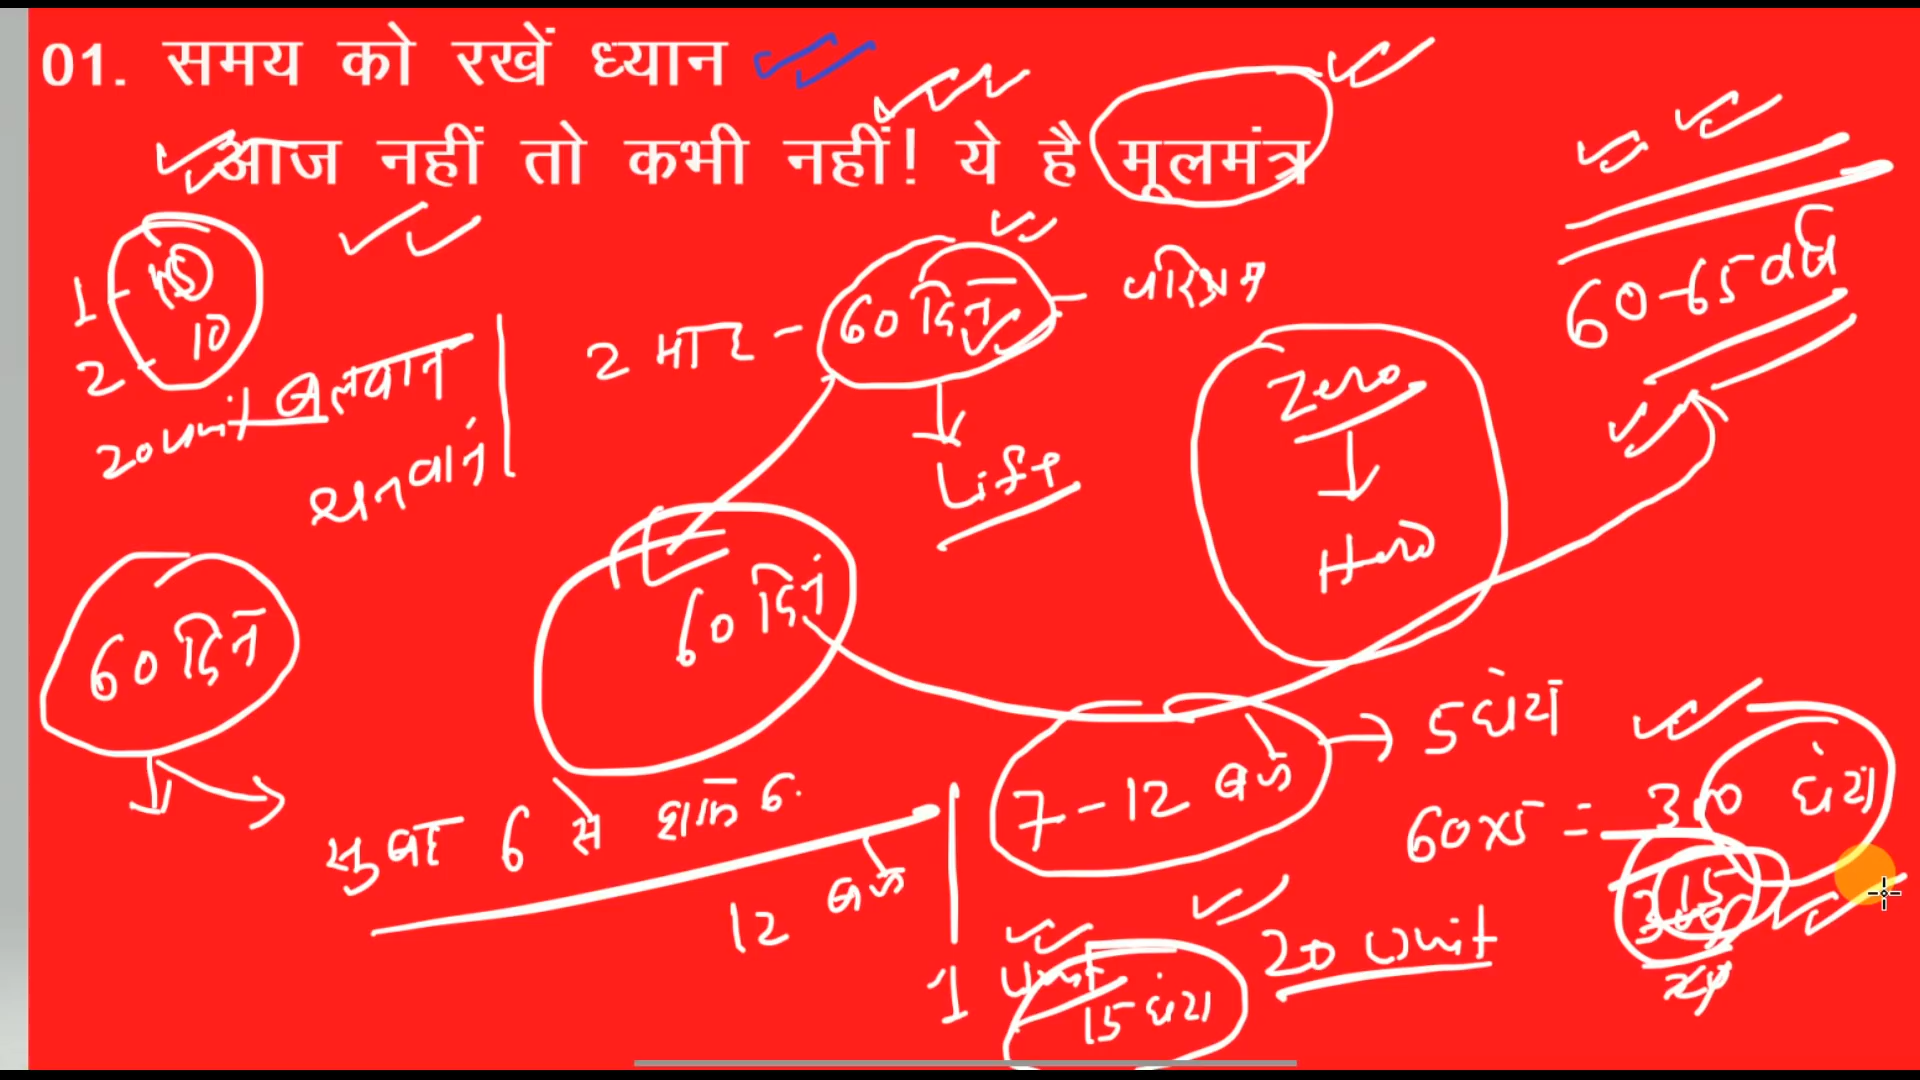 01. समय को रखें ध्यान
आज नहीं तो कभी नहीं! ये है मूलमंत्र
1 -
10
2 -
20 unit बलवान
धनवान
2 माह - 60 दिन - परिश्रम
Life
60-65 वर्ष
Zero
Hero
60 दिन
60 दिन
सुबह 6 से शाम 6
12 बजे
7-12 बजे → 5 घंटा
60x5 = 300 घंटा
15
20 unit
1 unit
15 घंटा